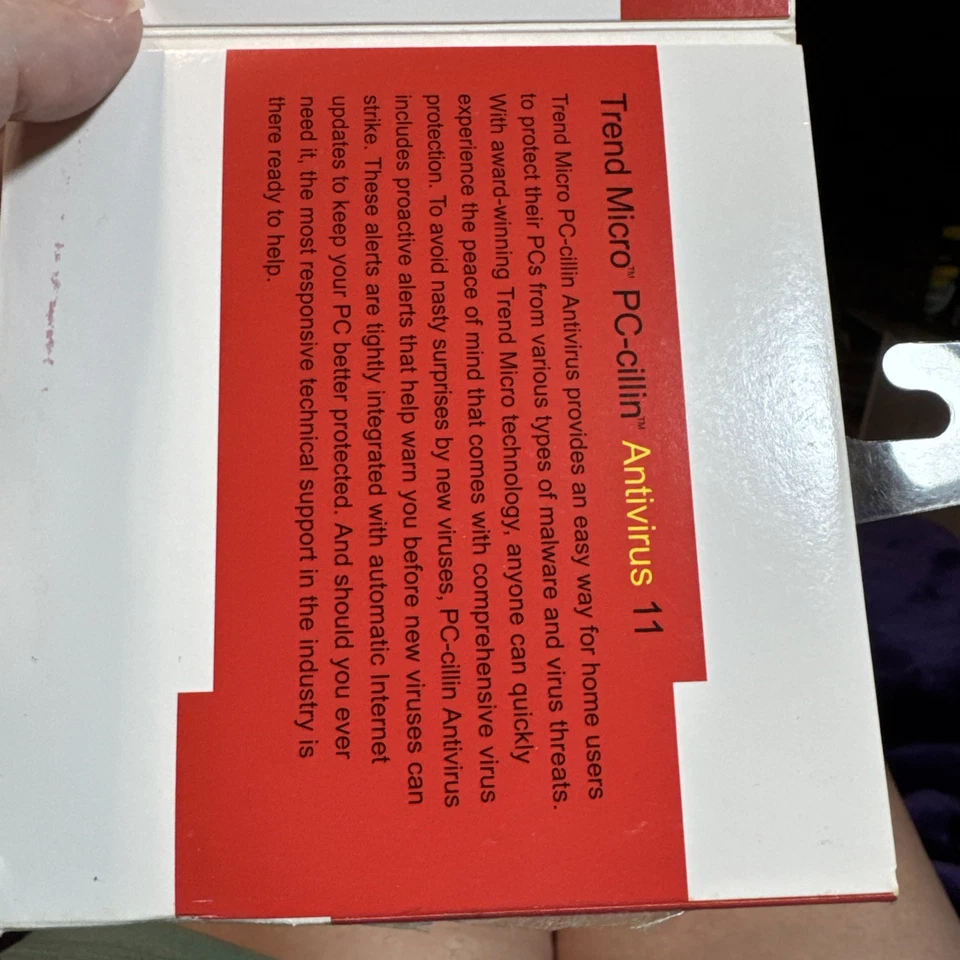 Trend Micro™ PC-cillin™ Antivirus 11
Trend Micro PC-cillin Antivirus provides an easy way for home users
to protect their PCs from various types of malware and virus threats.
With award-winning Trend Micro technology, anyone can quickly
experience the peace of mind that comes with comprehensive virus
protection. To avoid nasty surprises by new viruses, PC-cillin Antivirus
includes proactive alerts that help warn you before new viruses can
strike. These alerts are tightly integrated with automatic Internet
updates to keep your PC better protected. And should you ever
need it, the most responsive technical support in the industry is
there ready to help.